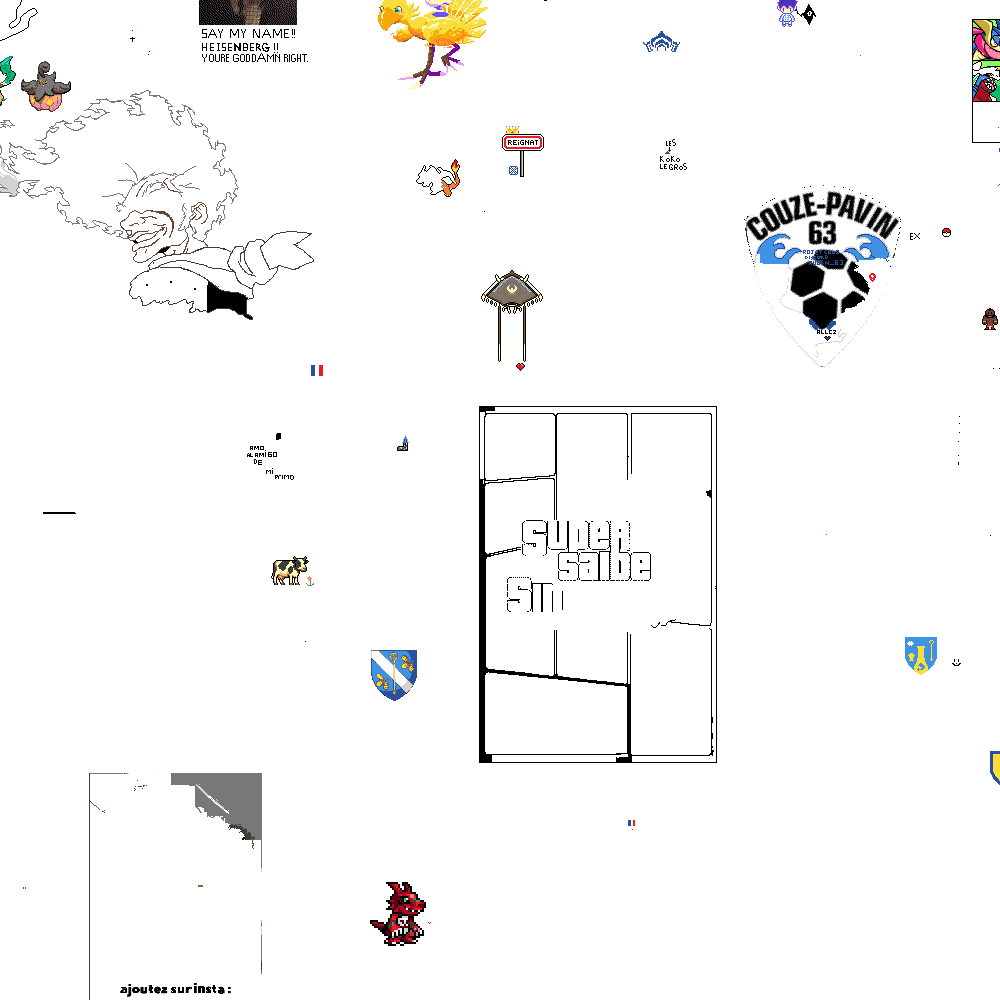 SAY MY NAME!!
HEISENBERG !!
YOURE GODDAMN RIGHT.
REiGNAT
LES
KoKo
LEGROS
COUZE-PAVIN
63
EX
ALLEZ
AMO,
AL AMIGO
DE
Mi
PRIMO
Super
saibe
Sim
ajoutez sur insta :